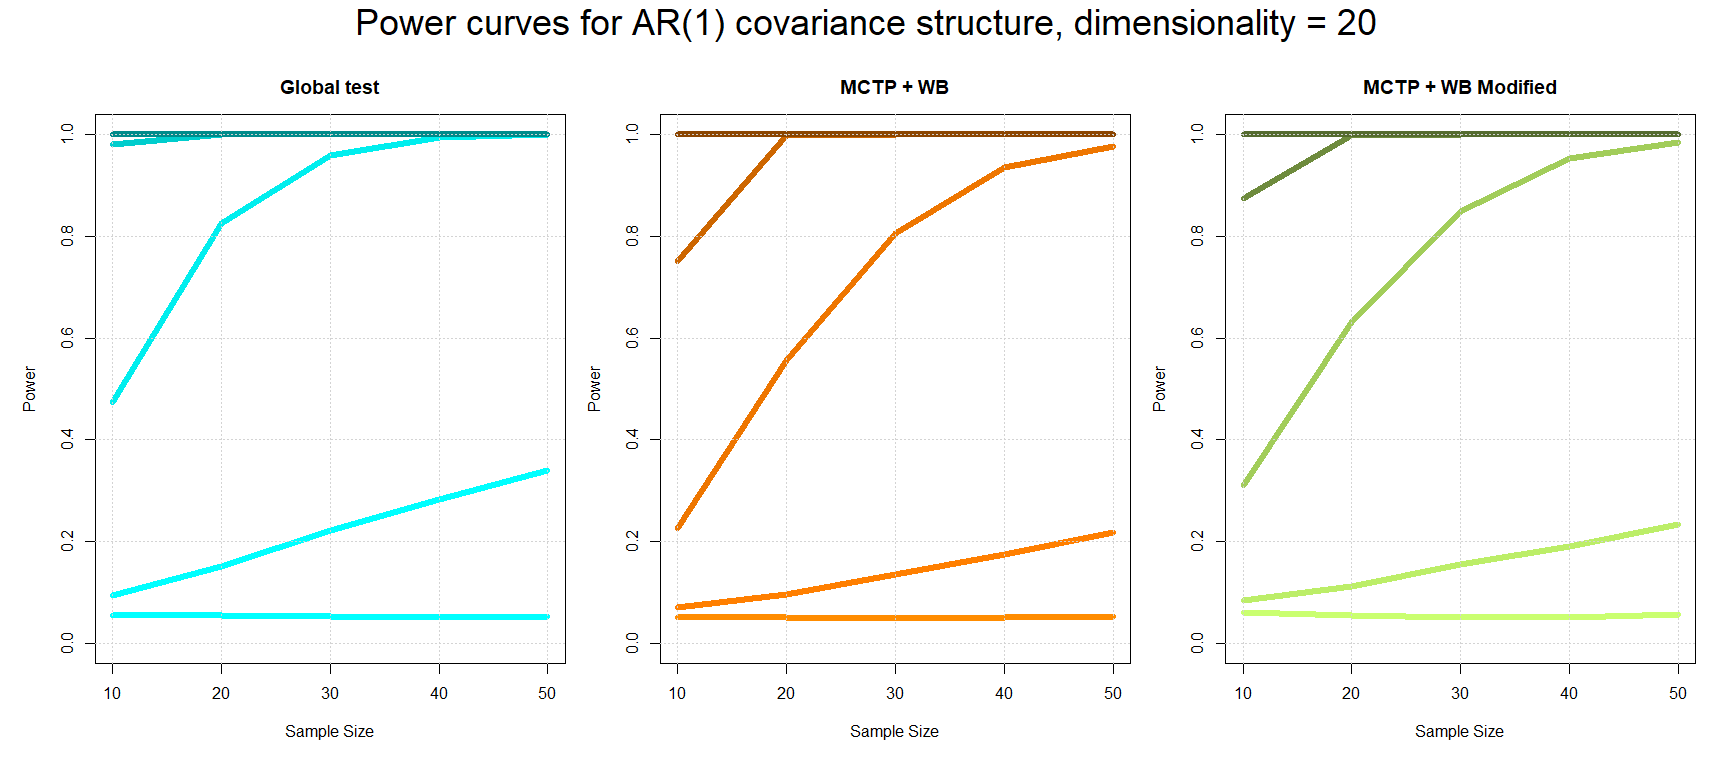 Power curves for AR(1) covariance structure, dimensionality = 20
Global test
Power
1.0
0.8
0.6
0.4
0.2
0.0
10 20 30 40 50
Sample Size
MCTP + WB
Power
1.0
0.8
0.6
0.4
0.2
0.0
10 20 30 40 50
Sample Size
MCTP + WB Modified
Power
1.0
0.8
0.6
0.4
0.2
0.0
10 20 30 40 50
Sample Size